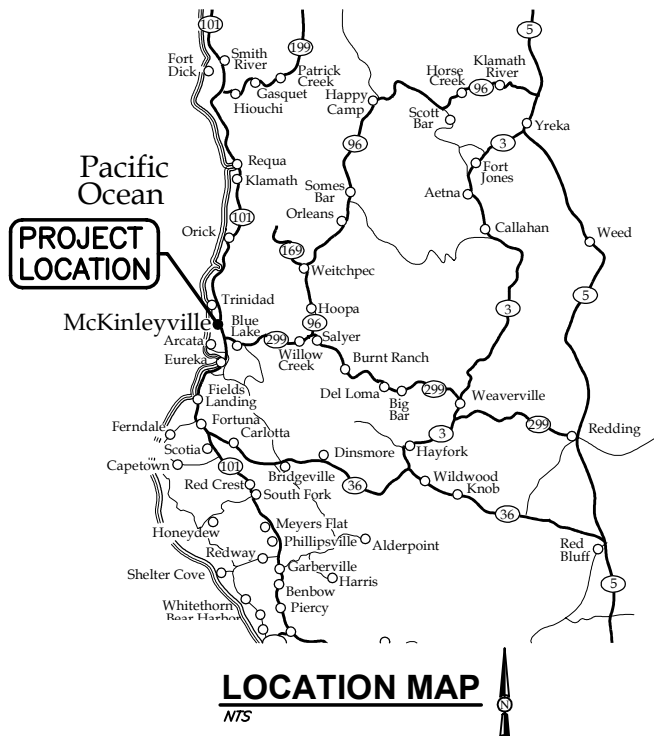 101
5
199
Fort
Dick
Smith
River
Patrick
Creek
Gasquet
Hiouchi
Happy
Camp
Horse
Creek
96
Klamath
River
Scott
Bar
Yreka
3
Fort
Jones
96
Pacific
Ocean
Requa
Klamath
Somes
Bar
Aetna
Orleans
101
Orick
Callahan
Weed
PROJECT
LOCATION
169
Weitchpec
5
Trinidad
Hoopa
3
McKinleyville
Blue
Lake
96
299
Salyer
Arcata
Willow
Creek
Eureka
Burnt Ranch
Del Loma
Big
Bar
299
Weaverville
Fields
Landing
Fortuna
Ferndale
Carlotta
3
299
Redding
Scotia
Hayfork
Capetown
101
Dinsmore
Bridgeville
36
Wildwood
Knob
Red Crest
South Fork
36
Honeydew
Meyers Flat
Phillipsville
Alderpoint
Red
Bluff
Redway
Shelter Cove
Garberville
Harris
5
Benbow
Whitethorn
Piercy
Bear Harbor
LOCATION MAP
NTS
N